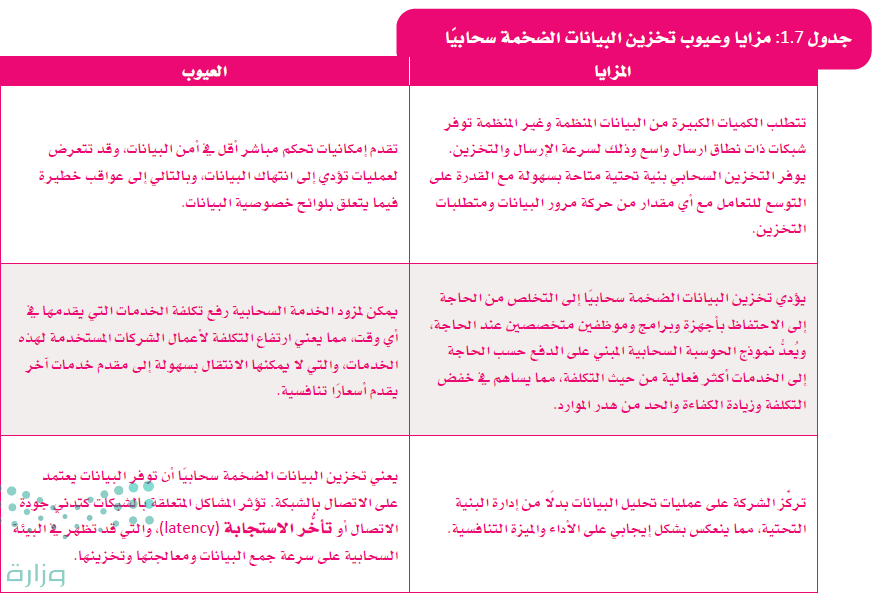 جدول 1.7: مزايا وعيوب تخزين البيانات الضخمة سحابيًا
المزايا
العيوب
تتطلب الكميات الكبيرة من البيانات المنظمة وغير المنظمة توفر
شبكات ذات نطاق ارسال واسع وذلك لسرعة الإرسال والتخزين.
يوفر التخزين السحابي بنية تحتية متاحة بسهولة مع القدرة على
التوسع للتعامل مع أي مقدار من حركة مرور البيانات ومتطلبات
التخزين.
تقدم إمكانيات تحكم مباشر أقل في أمن البيانات، وقد تتعرض
لعمليات تؤدي إلى انتهاك البيانات، وبالتالي إلى عواقب خطيرة
فيما يتعلق بلوائح خصوصية البيانات.
يؤدي تخزين البيانات الضخمة سحابيًا إلى التخلص من الحاجة
إلى الاحتفاظ بأجهزة وبرامج وموظفين متخصصين عند الحاجة،
ويُعدُّ نموذج الحوسبة السحابية المبني على الدفع حسب الحاجة
إلى الخدمات أكثر فعالية من حيث التكلفة، مما يساهم في خفض
التكلفة وزيادة الكفاءة والحد من هدر الموارد.
يمكن لمزود الخدمة السحابية رفع تكلفة الخدمات التي يقدمها في
أي وقت، مما يعني ارتفاع التكلفة لأعمال الشركات المستخدمة لهذه
الخدمات، والتي لا يمكنها الانتقال بسهولة إلى مقدم خدمات آخر
يقدم أسعارًا تنافسية.
تركّز الشركة على عمليات تحليل البيانات بدلًا من إدارة البنية
التحتية، مما ينعكس بشكل إيجابي على الأداء والميزة التنافسية.
يعني تخزين البيانات الضخمة سحابيًا أن توفر البيانات يعتمد
على الاتصال بالشبكة. تؤثر المشاكل المتعلقة بالشبكات كتدني جودة
الاتصال أو تأخُّر الاستجابة (latency)، والتي قد تظهر في البيئة
السحابية على سرعة جمع البيانات ومعالجتها وتخزينها.
وزارة